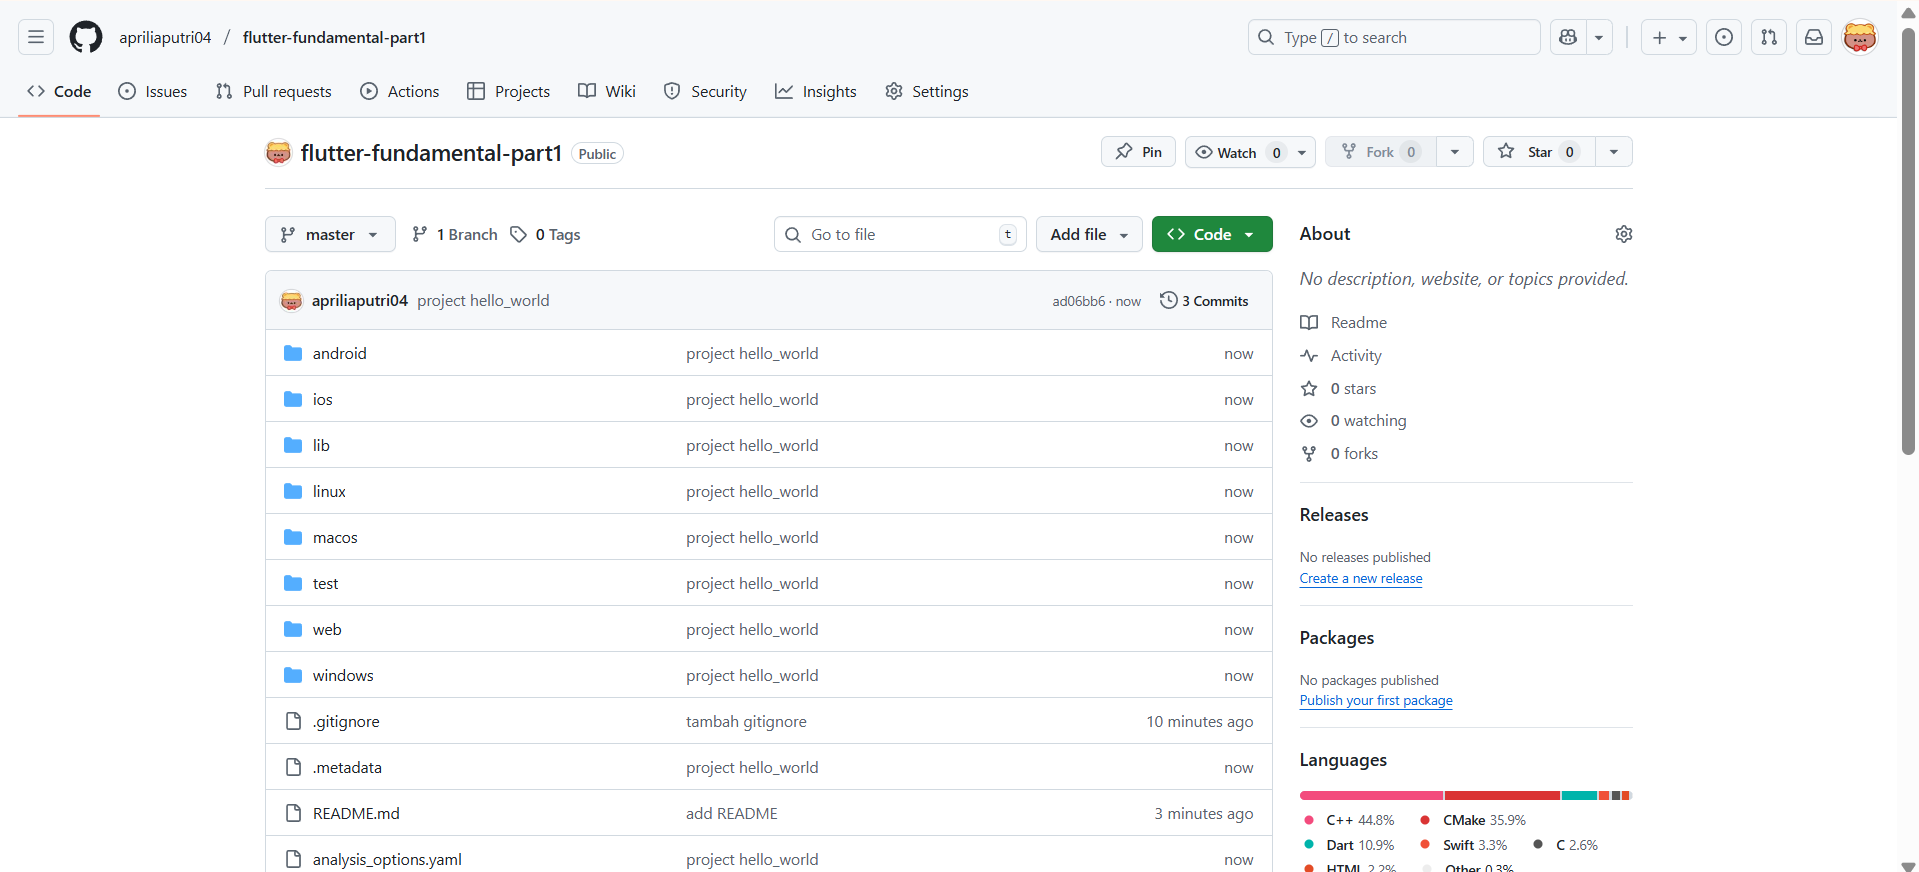 apriliaputri04 / flutter-fundamental-part1
Type / to search
Code Issues Pull requests Actions Projects Wiki Security Insights Settings
flutter-fundamental-part1 Public
Pin Watch 0 Fork 0 Star 0
master 1 Branch 0 Tags Go to file t Add file Code
apriliaputri04 project hello_world ad06bb6 · now 3 Commits
android project hello_world now
ios project hello_world now
lib project hello_world now
linux project hello_world now
macos project hello_world now
test project hello_world now
web project hello_world now
windows project hello_world now
.gitignore tambah gitignore 10 minutes ago
.metadata project hello_world now
README.md add README 3 minutes ago
analysis_options.yaml project hello_world now
About
No description, website, or topics provided.
Readme
Activity
0 stars
0 watching
0 forks
Releases
No releases published
Create a new release
Packages
No packages published
Publish your first package
Languages
C++ 44.8% CMake 35.9%
Dart 10.9% Swift 3.3% C 2.6%
HTML 2.2% Other 0.3%